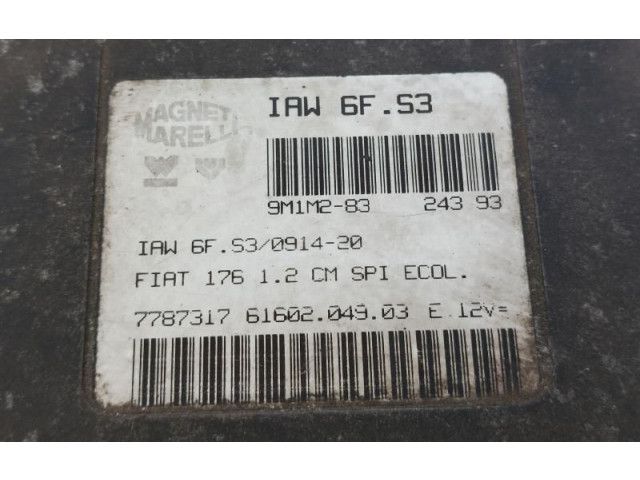 MAGNETI
MARELLI
IAW 6F.S3
9M1M2-83 243 93
IAW 6F.S3/0914-20
FIAT 176 1.2 CM SPI ECOL.
7787317 61602.049.03 E 12V=